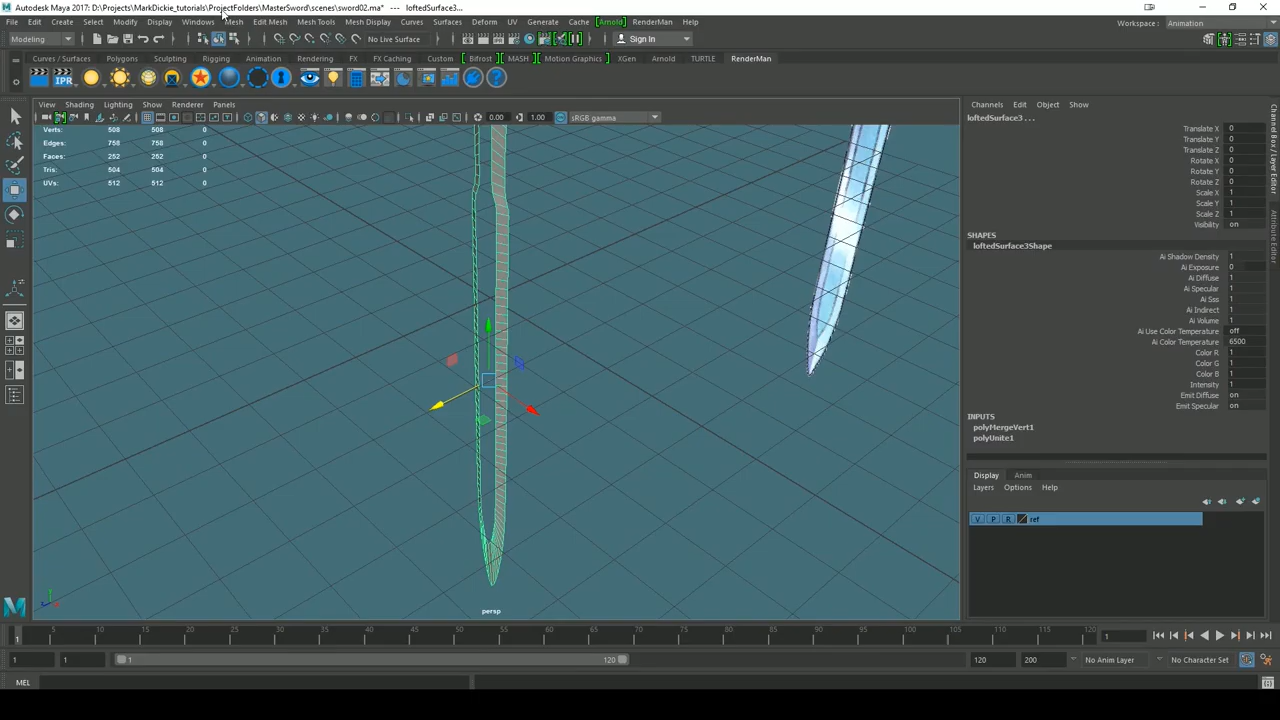 Autodesk Maya 2017: D:\Projects\MarkDickie_tutorials\ProjectFolders\MasterSword\scenes\sword02.ma* --- loftedSurface3...
File Edit Create Select Modify Display Windows Mesh Edit Mesh Mesh Tools Mesh Display Curves Surfaces Deform UV Generate Cache [Arnold] RenderMan Help
Workspace: Animation
Modeling No Live Surface Sign In
Curves / Surfaces Polygons Sculpting Rigging Animation Rendering FX FX Caching Custom Bifrost MASH Motion Graphics XGen Arnold TURTLE RenderMan
IPR
View Shading Lighting Show Renderer Panels
0.00 1.00 sRGB gamma
Verts: 508 508 0
Edges: 758 758 0
Faces: 252 252 0
Tris: 504 504 0
UVs: 512 512 0
persp
Channels Edit Object Show
loftedSurface3 ...
Translate X 0
Translate Y 0
Translate Z 0
Rotate X 0
Rotate Y 0
Rotate Z 0
Scale X 1
Scale Y 1
Scale Z 1
Visibility on
SHAPES
loftedSurface3Shape
Ai Shadow Density 1
Ai Exposure 0
Ai Diffuse 1
Ai Specular 1
Ai Sss 1
Ai Indirect 1
Ai Volume 1
Ai Use Color Temperature off
Ai Color Temperature 6500
Color R 1
Color G 1
Color B 1
Intensity 1
Emit Diffuse on
Emit Specular on
INPUTS
polyMergeVert1
polyUnite1
Display Anim
Layers Options Help
V P R ref
Channel Box / Layer Editor
Attribute Editor
1 5 10 15 20 25 30 35 40 45 50 55 60 65 70 75 80 85 90 95 100 105 110 115 120 1
1 1 1 120 120 200 No Anim Layer No Character Set
MEL